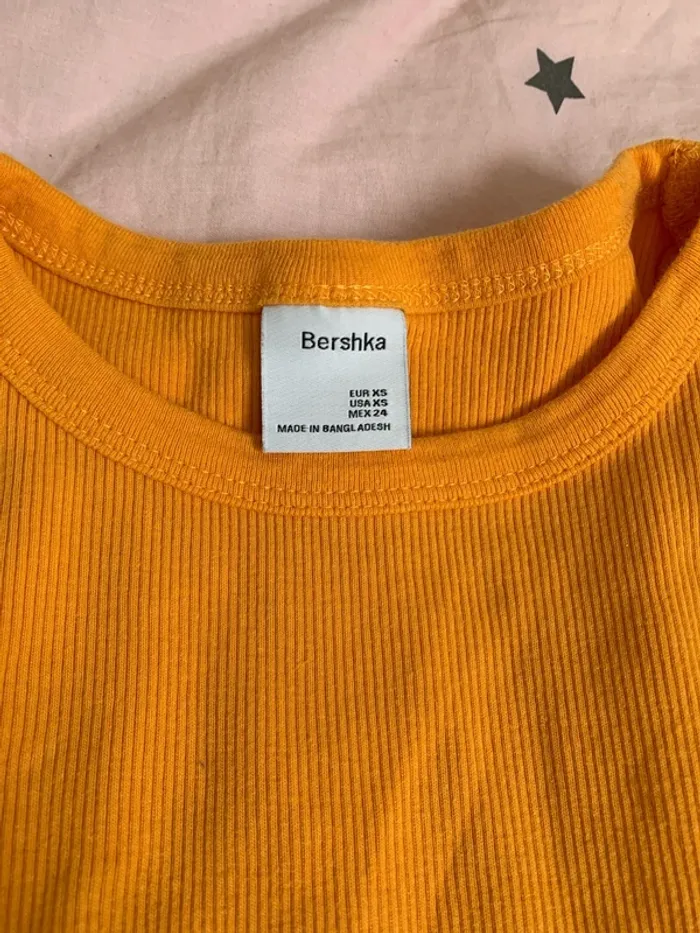 Bershka
EUR XS
USA XS
MEX 24
MADE IN BANGLADESH